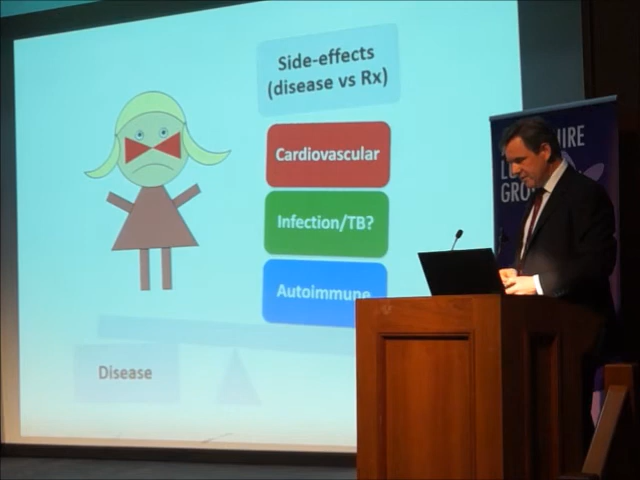 Side-effects
(disease vs Rx)
Cardiovascular
Infection/TB?
Autoimmune
Disease